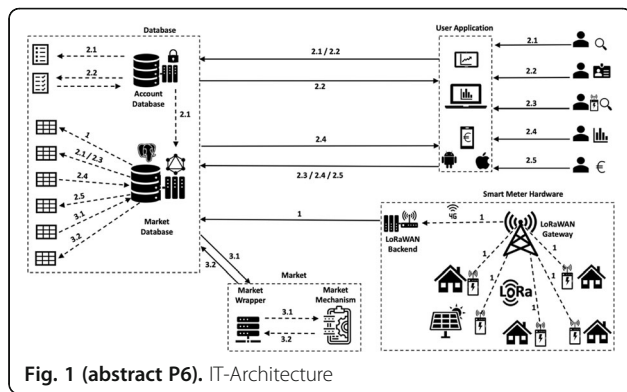 Database
User Application
2.1
2.2
Account
Database
2.1
2.1 / 2.2
2.2
2.4
2.3 / 2.4 / 2.5
2.1
2.2
2.3
2.4
2.5
€
€
1
2.1 / 2.3
2.4
2.5
3.1
3.2
Market
Database
Smart Meter Hardware
1
4G
1
LoRaWAN
Backend
LoRaWAN
Gateway
1
1
1
1
1
1
LoRa
3.1
3.2
Market
Market
Wrapper
Market
Mechanism
3.1
3.2
Fig. 1 (abstract P6). IT-Architecture